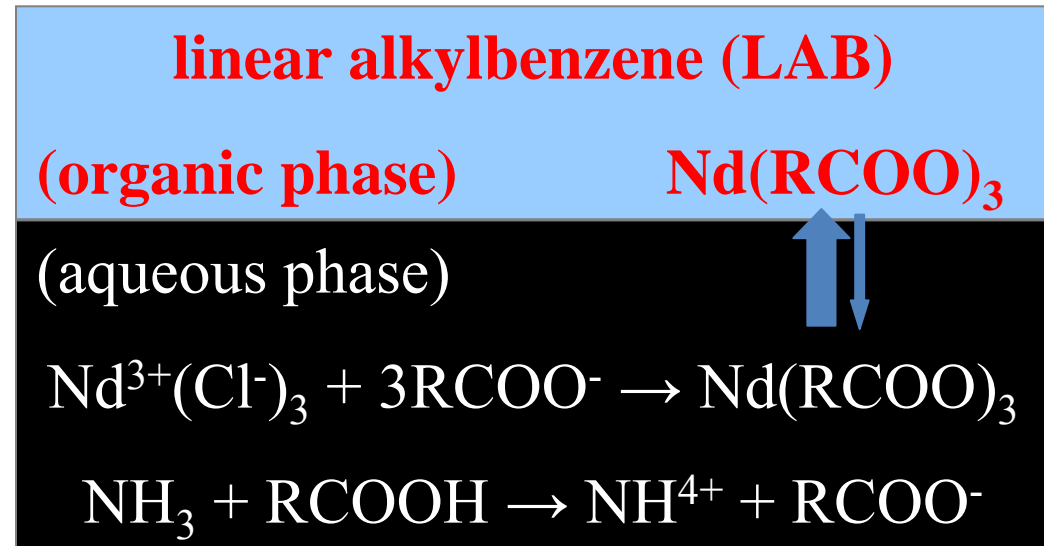 linear alkylbenzene (LAB)
(organic phase) Nd(RCOO)₃
(aqueous phase)
Nd³⁺(Cl⁻)₃ + 3RCOO⁻ → Nd(RCOO)₃
NH₃ + RCOOH → NH⁴⁺ + RCOO⁻